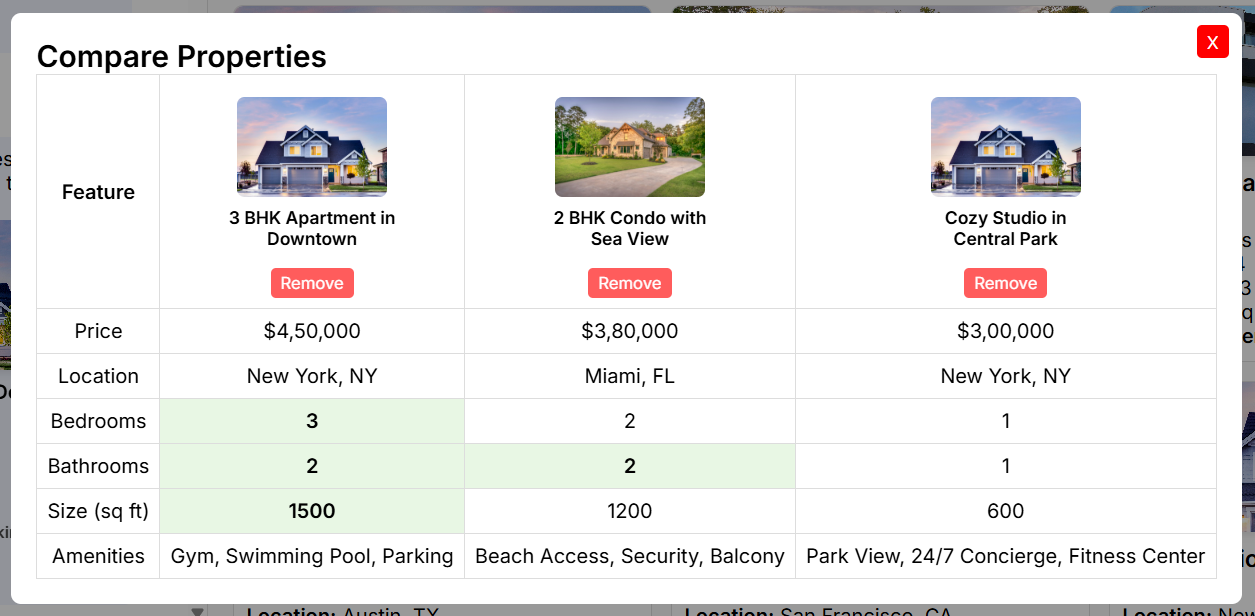 Compare Properties
X
Feature
3 BHK Apartment in
Downtown
Remove
2 BHK Condo with
Sea View
Remove
Cozy Studio in
Central Park
Remove
Price $4,50,000 $3,80,000 $3,00,000
Location New York, NY Miami, FL New York, NY
Bedrooms 3 2 1
Bathrooms 2 2 1
Size (sq ft) 1500 1200 600
Amenities Gym, Swimming Pool, Parking Beach Access, Security, Balcony Park View, 24/7 Concierge, Fitness Center
Location: Austin, TX Location: San Francisco, CA Location: New